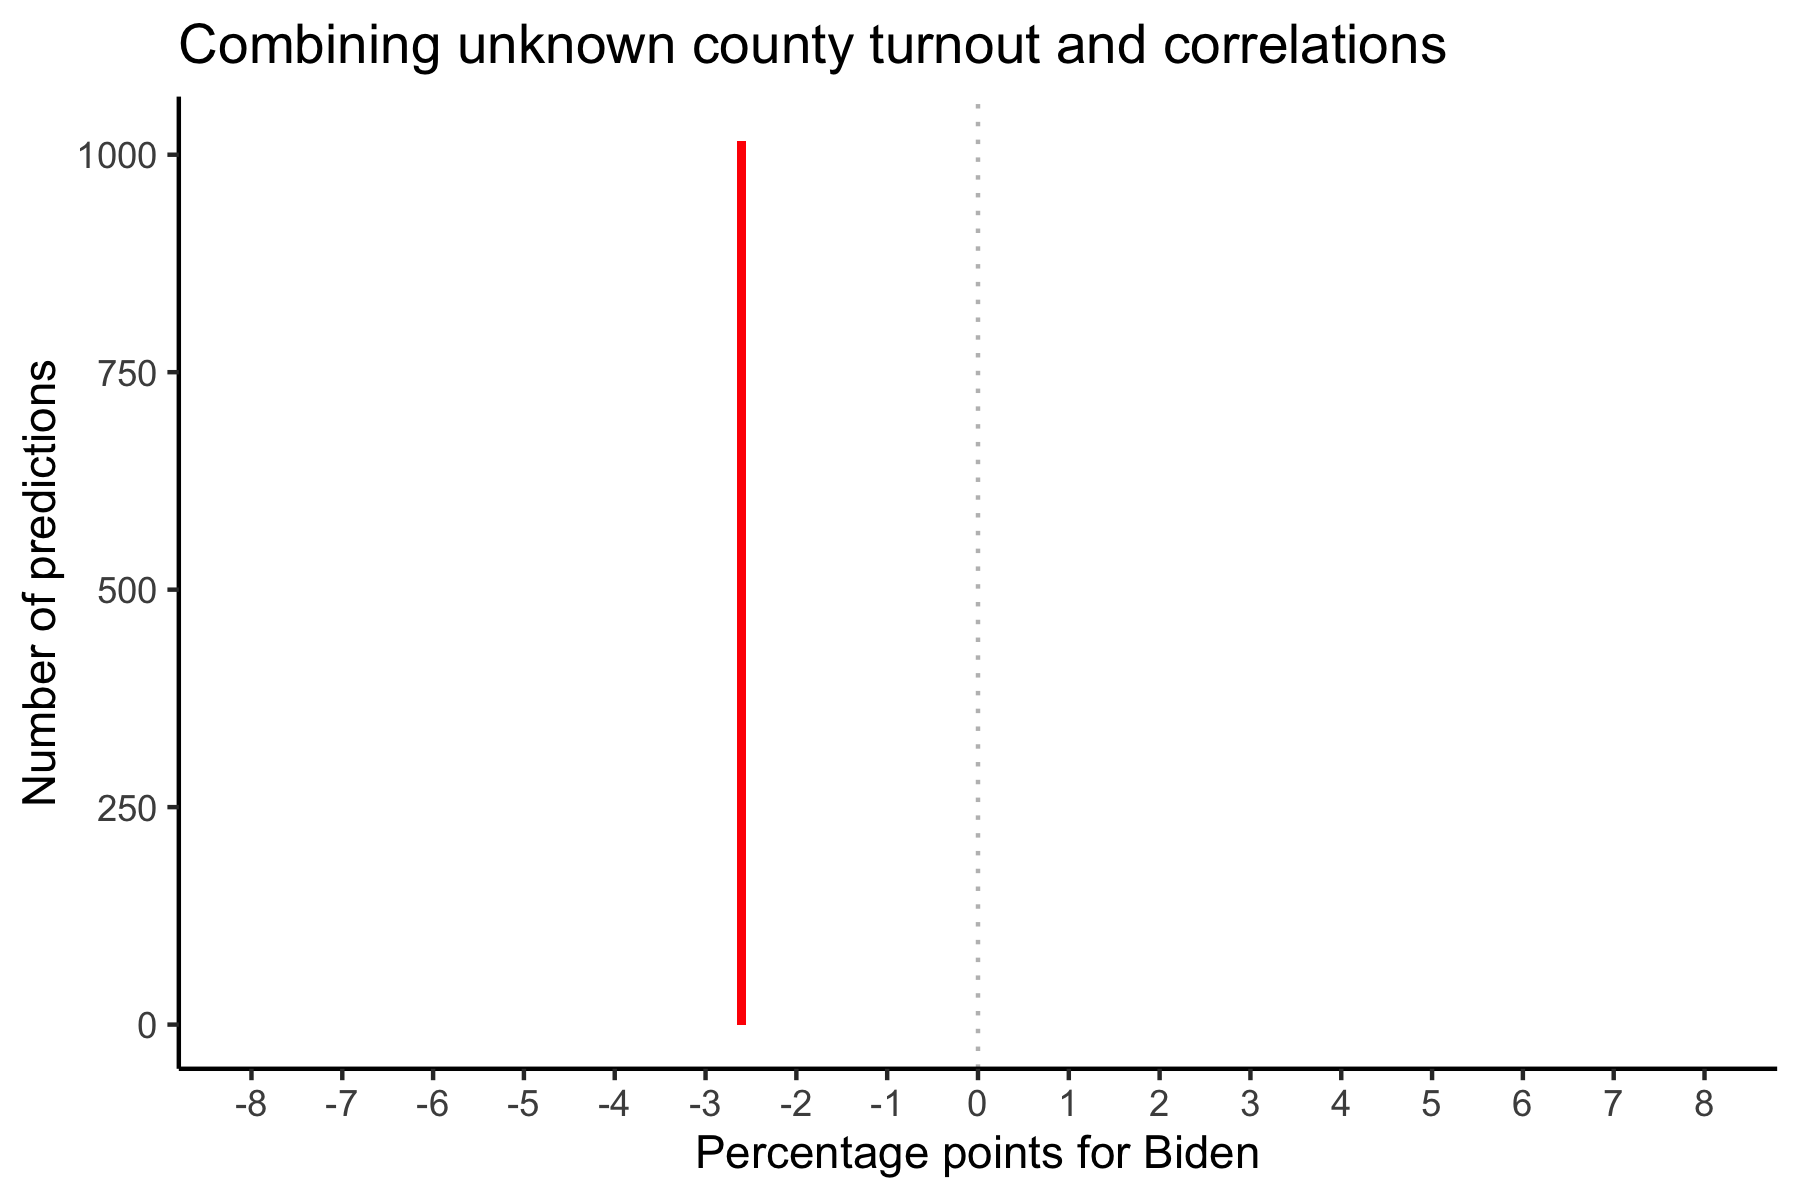 Combining unknown county turnout and correlations
1000
750
500
250
0
Number of predictions
-8 -7 -6 -5 -4 -3 -2 -1 0 1 2 3 4 5 6 7 8
Percentage points for Biden